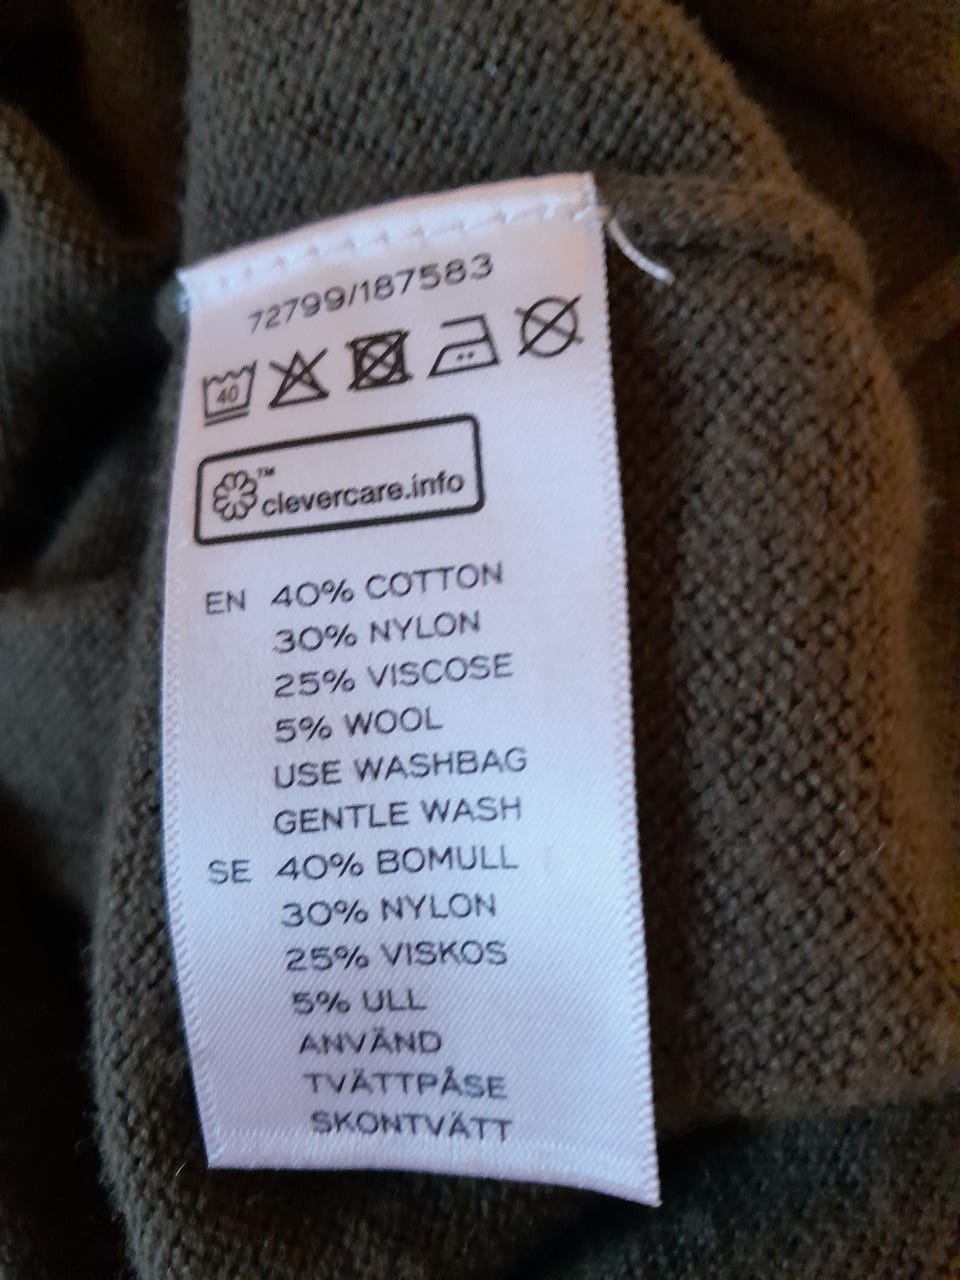 72799/187583
40
™
clevercare.info
EN 40% COTTON
30% NYLON
25% VISCOSE
5% WOOL
USE WASHBAG
GENTLE WASH
SE 40% BOMULL
30% NYLON
25% VISKOS
5% ULL
ANVÄND
TVÄTTPÅSE
SKONTVÄTT